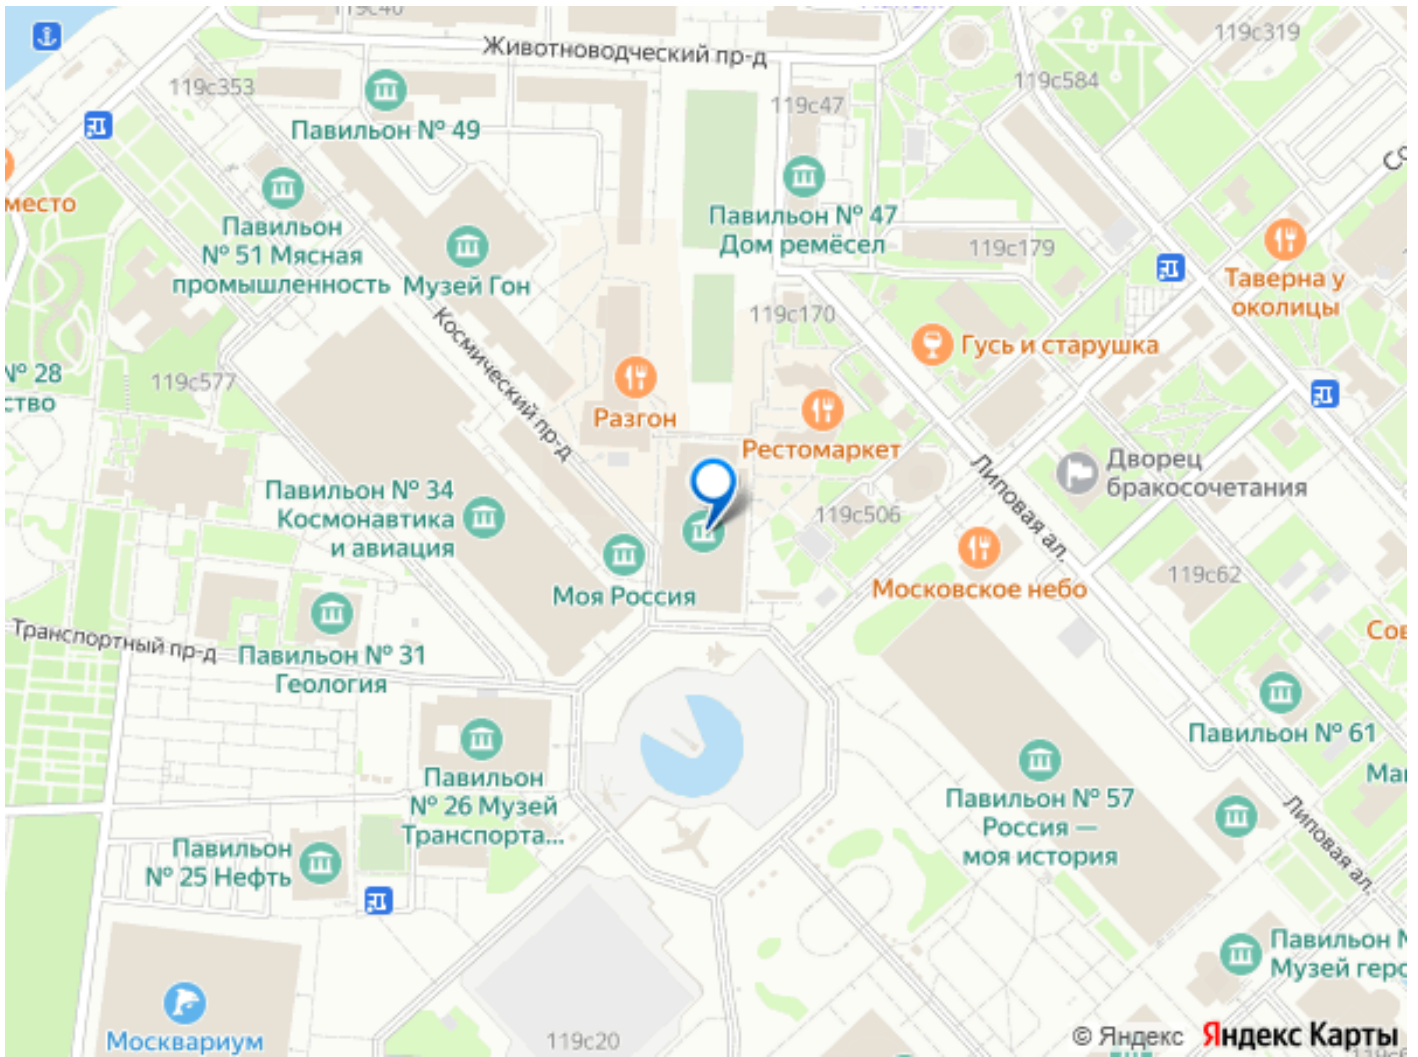 Животноводческий пр-д
119с353
119с319
119с584
119с47
Павильон № 49
место
Павильон
№ 51 Мясная
промышленность
Музей Гон
Павильон № 47
Дом ремёсел
119с179
Таверна у
околицы
119с170
Гусь и старушка
Космический пр-д
№ 28
119с577
Разгон
Рестомаркет
Липовая ал.
Дворец
бракосочетания
Павильон № 34
Космонавтика
и авиация
119с506
Московское небо
119с62
Моя Россия
Транспортный пр-д
Павильон № 31
Геология
Павильон № 61
Павильон
№ 26 Музей
Транспорта...
Павильон № 57
Россия —
моя история
Липовая ал.
Павильон
№ 25 Нефть
Павильон
Музей геро
Москвариум
119с20
© Яндекс Яндекс Карты